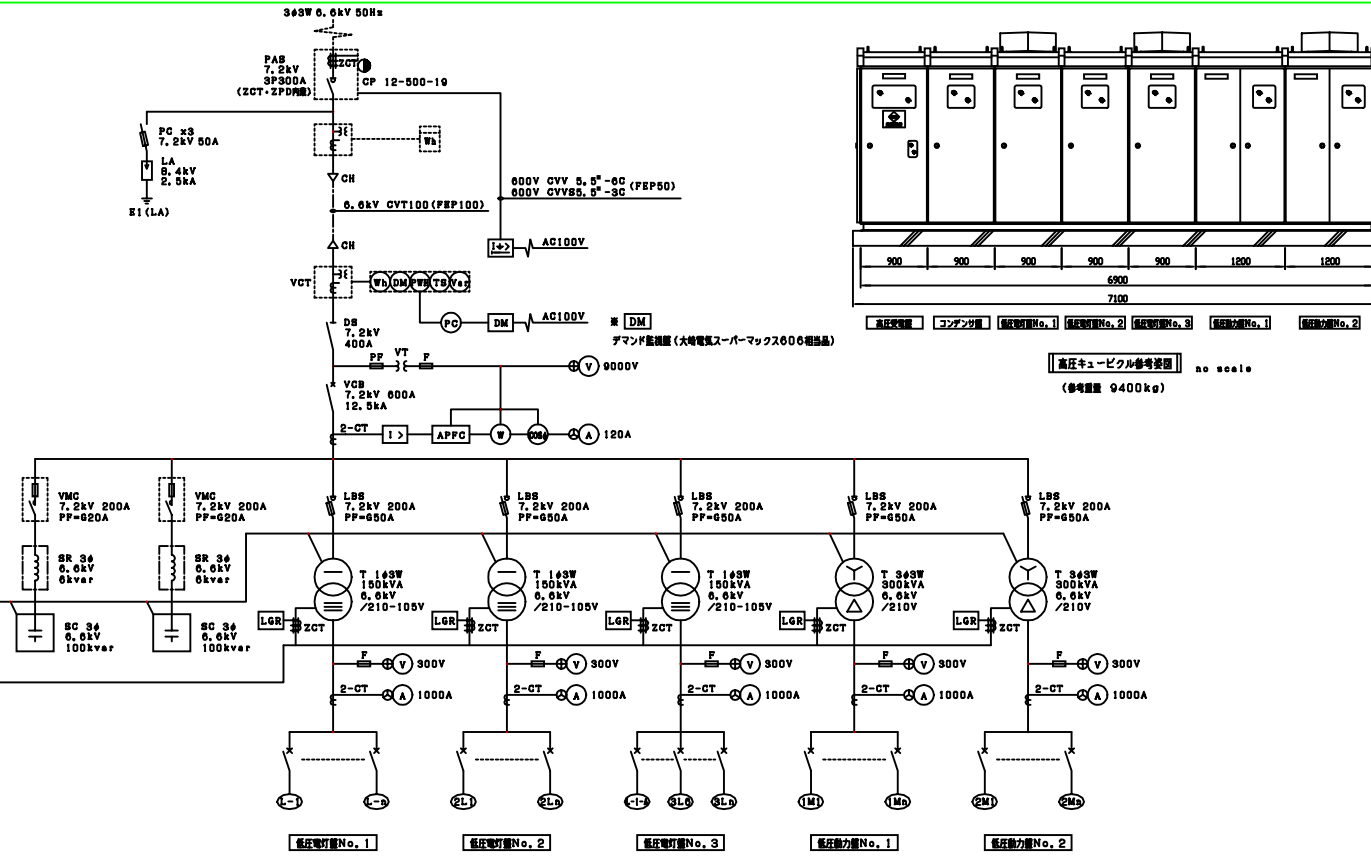 3φ3W 6.6kV 50Hz
PAS
7.2kV
3P300A
(ZCT・ZPD内蔵)
ZCT
CP 12-500-19
PC x3
7.2kV 50A
LA
8.4kV
2.5kA
E1(LA)
Wh
CH
6.6kV CVT100(FEP100)
600V CVV 5.5°-6C
600V CVVS5.5°-3C
(FEP50)
CH
AC100V
VCT
Wh DM PWH TS Var
PC
DM
AC100V
※ DM
デマンド監視盤(大崎電気スーパーマックス606相当品)
DS
7.2kV
400A
PF
VT
F
V
9000V
VCB
7.2kV 600A
12.5kA
2-CT
I >
APFC
W
COSφ
A
120A
VMC
7.2kV 200A
PF=G20A
VMC
7.2kV 200A
PF=G20A
LBS
7.2kV 200A
PF=G50A
LBS
7.2kV 200A
PF=G50A
LBS
7.2kV 200A
PF=G50A
LBS
7.2kV 200A
PF=G50A
LBS
7.2kV 200A
PF=G50A
SR 3φ
6.6kV
6kvar
SR 3φ
6.6kV
6kvar
T 1φ3W
150kVA
6.6kV
/210-105V
T 1φ3W
150kVA
6.6kV
/210-105V
T 1φ3W
150kVA
6.6kV
/210-105V
T 3φ3W
300kVA
6.6kV
/210V
T 3φ3W
300kVA
6.6kV
/210V
SC 3φ
6.6kV
100kvar
SC 3φ
6.6kV
100kvar
LGR
ZCT
LGR
ZCT
LGR
ZCT
LGR
ZCT
LGR
ZCT
F
V
300V
F
V
300V
F
V
300V
F
V
300V
F
V
300V
2-CT
A
1000A
2-CT
A
1000A
2-CT
A
1000A
2-CT
A
1000A
2-CT
A
1000A
L-1
L-n
2L1
2Ln
L-1-A
3L6
3Ln
1M1
1Mn
2M1
2Mn
低圧電灯盤No.1
低圧電灯盤No.2
低圧電灯盤No.3
低圧動力盤No.1
低圧動力盤No.2
900
900
900
900
900
1200
1200
6900
7100
高圧受電盤
コンデンサ盤
低圧電灯盤No.1
低圧電灯盤No.2
低圧電灯盤No.3
低圧動力盤No.1
低圧動力盤No.2
高圧キュービクル参考姿図
no scale
(参考重量 9400kg)